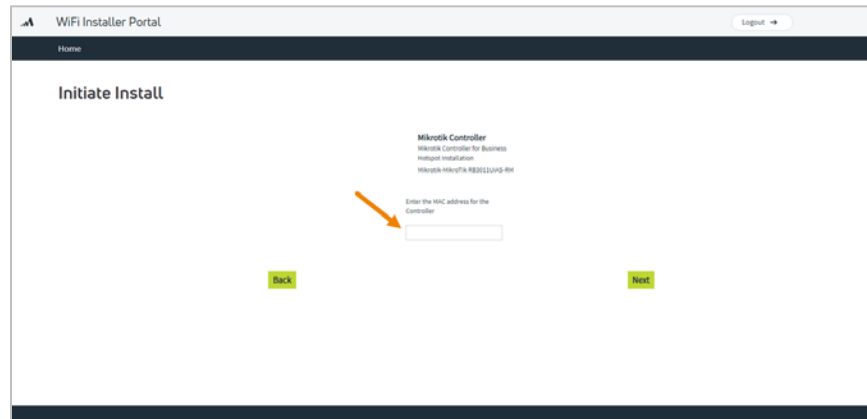 WiFi Installer Portal
Logout
Home
Initiate Install
Mikrotik Controller
Mikrotik Controller for Business
Hotspot Installation
Mikrotik-MikroTik RB2011UiAS-RM
Enter the MAC address for the
Controller
Back
Next